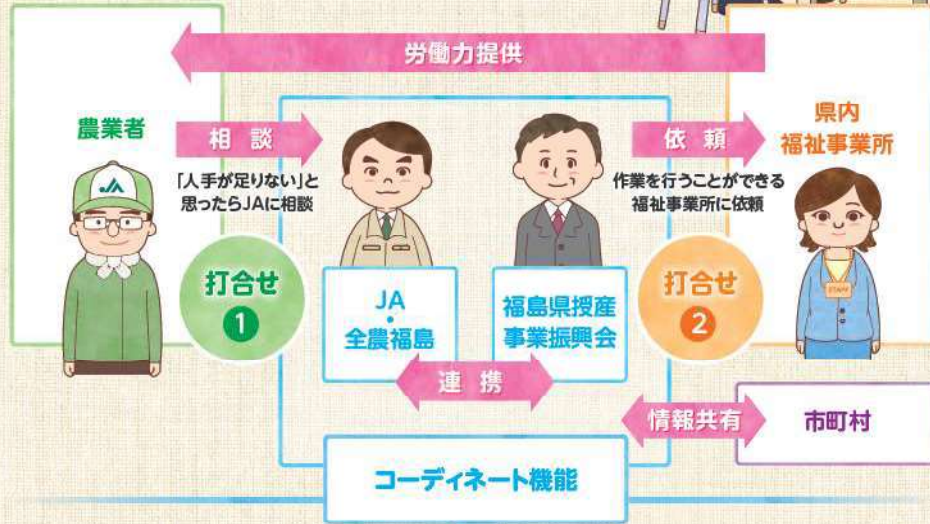 労働力提供
農業者
相談
「人手が足りない」と
思ったらJAに相談
打合せ
1
JA
・
全農福島
福島県授産
事業振興会
連携
依頼
作業を行うことができる
福祉事業所に依頼
打合せ
2
県内
福祉事業所
STAFF
情報共有
市町村
コーディネート機能